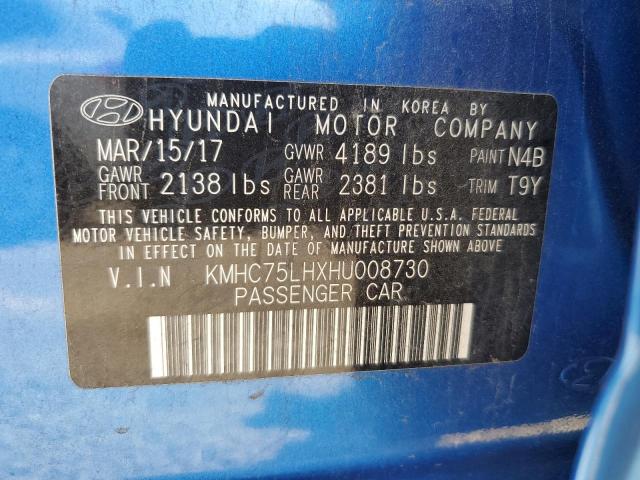 MANUFACTURED IN KOREA BY
HYUNDAI MOTOR COMPANY
MAR/15/17 GVWR 4189 lbs PAINT N4B
GAWR FRONT 2138 lbs GAWR REAR 2381 lbs TRIM T9Y
THIS VEHICLE CONFORMS TO ALL APPLICABLE U.S.A. FEDERAL
MOTOR VEHICLE SAFETY, BUMPER, AND THEFT PREVENTION STANDARDS
IN EFFECT ON THE DATE OF MANUFACTURE SHOWN ABOVE.
V.I.N KMHC75LHXHU008730
PASSENGER CAR